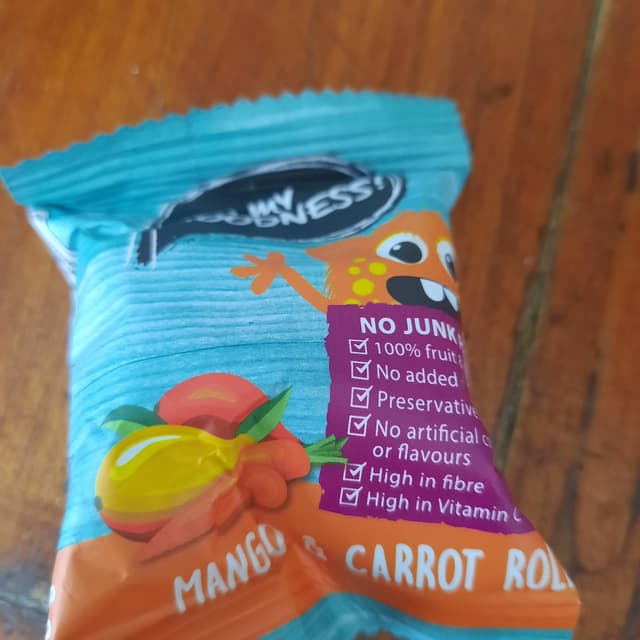 MY
NO JUNK
100% fruit
No added
Preservative
No artificial
or flavours
High in fibre
High in Vitamin
MANGO & CARROT